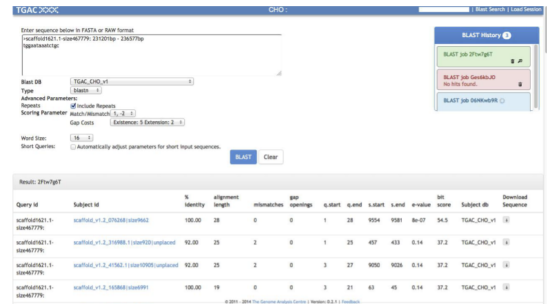 TGAC CHO : | Blast Search | Load Session
Enter sequence below in FASTA or RAW format
>scaffold1621.1-size467779: 231201bp - 236577bp
BLAST History 3
BLAST job 2Ftw7g6T
BLAST job Ges6kbJD
No hits found.
Blast DB TGAC_CHO_v1
Type blastn
Advanced Parameters:
Repeats Include Repeats
Scoring Parameter Match/Mismatch 1, -2
Gap Costs Existence: 5 Extension: 2
Word Size: 16
Short Queries: Automatically adjust parameters for short input sequences.
BLAST Clear
Result: 2Ftw7g6T
Query id Subject id % identity alignment length mismatches gap openings q.start q.end s.start s.end e-value bit score Subject db Download Sequence
scaffold1621.1-size467779: scaffold_v1.2_076268|size9662 100.00 28 0 0 1 28 9554 9581 8e-07 54.5 TGAC_CHO_v1
scaffold1621.1-size467779: scaffold_v1.2_316988.1|size920|unplaced 92.00 25 2 0 1 25 457 433 0.14 37.2 TGAC_CHO_v1
scaffold1621.1-size467779: scaffold_v1.2_41562.1|size10909|unplaced 92.00 25 2 0 3 27 9050 9026 0.14 37.2 TGAC_CHO_v1
scaffold1621.1-size467779: scaffold_v1.2_165868|size6991 100.00 19 0 0 3 21 63 45 0.14 37.2 TGAC_CHO_v1
© 2011 - 2014 The Genome Analysis Centre | Version: 0.2.1 | Feedback